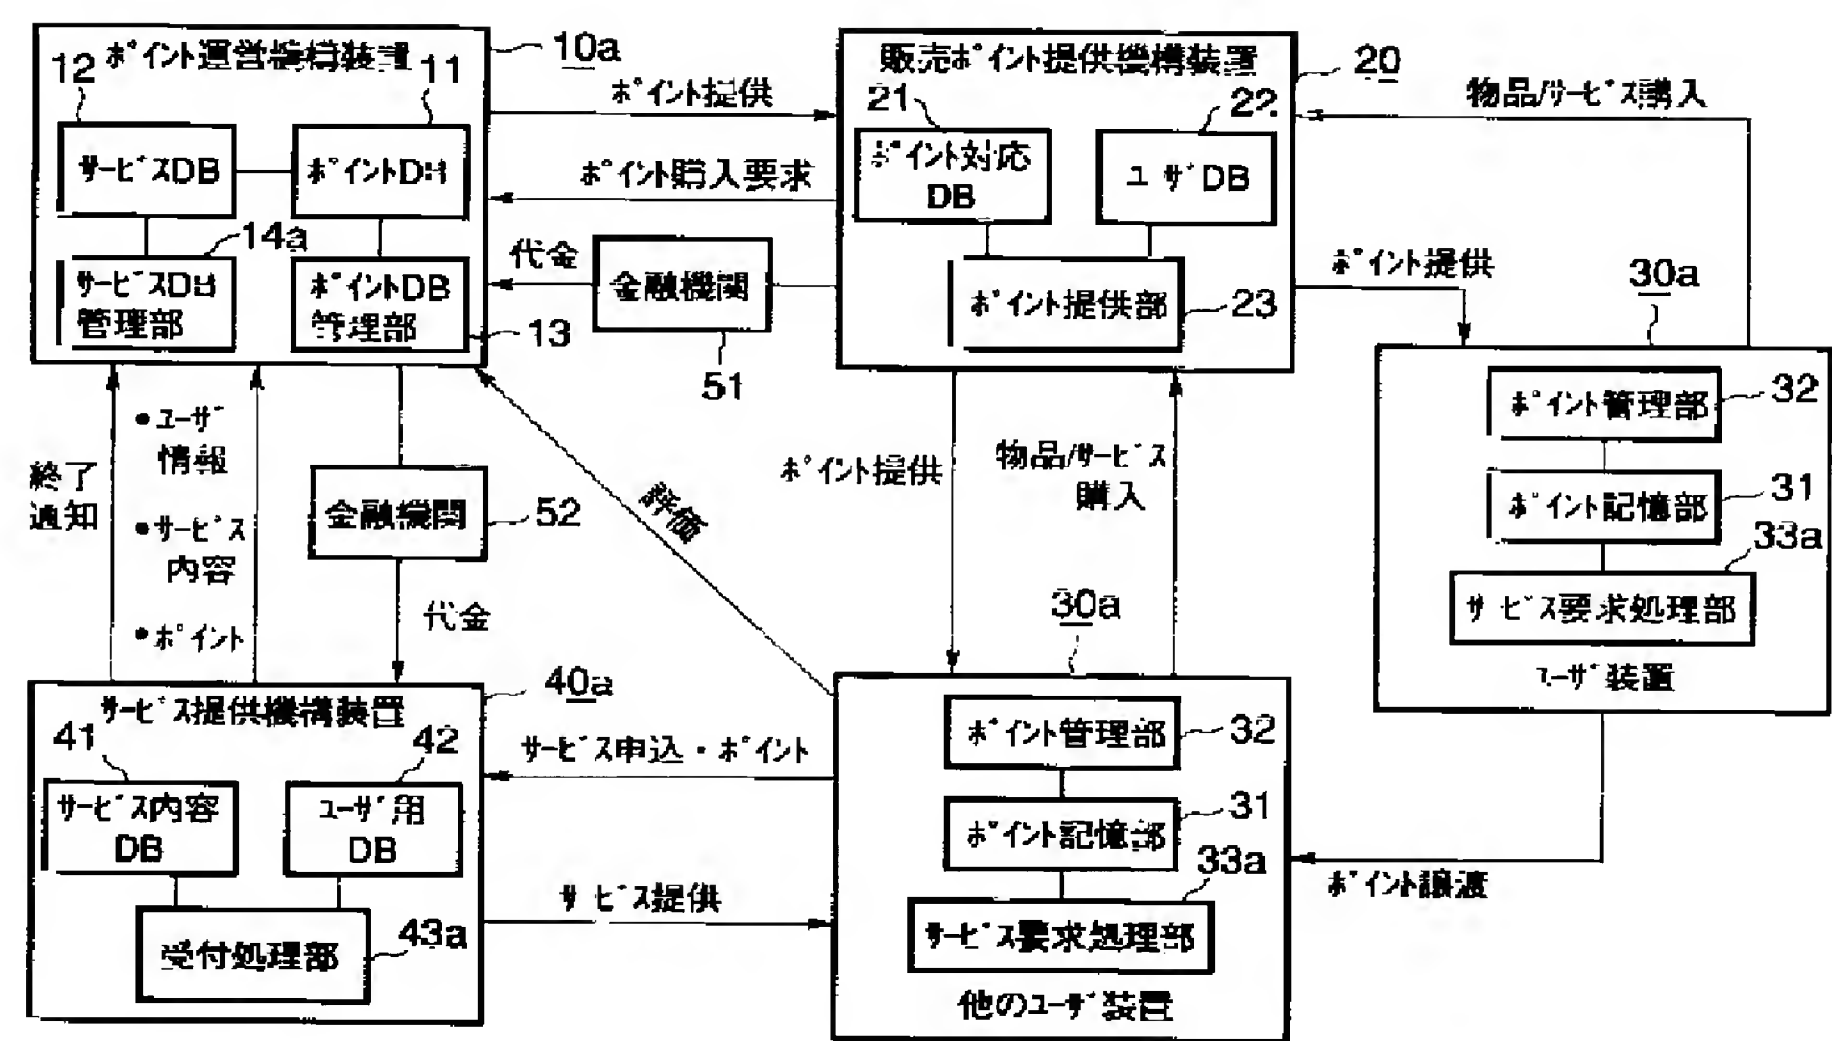 ポイント運営機構装置
10a
12
11
サービスDB
ポイントDB
14a
サービスDB
管理部
ポイントDB
管理部
13
ポイント提供
ポイント購入要求
代金
金融機関
51
販売ポイント提供機構装置
20
21
22
ポイント対応
DB
ユーザDB
ポイント提供部
23
物品/サービス購入
ポイント提供
30a
ポイント管理部
32
ポイント記憶部
31
33a
サービス要求処理部
ユーザ装置
終了
通知
•ユーザ
情報
•サービス
内容
•ポイント
金融機関
52
代金
評価
ポイント提供
物品/サービス
購入
30a
サービス提供機構装置
40a
41
42
サービス内容
DB
ユーザ用
DB
受付処理部
43a
サービス申込・ポイント
サービス提供
ポイント管理部
32
ポイント記憶部
31
33a
サービス要求処理部
他のユーザ装置
ポイント譲渡